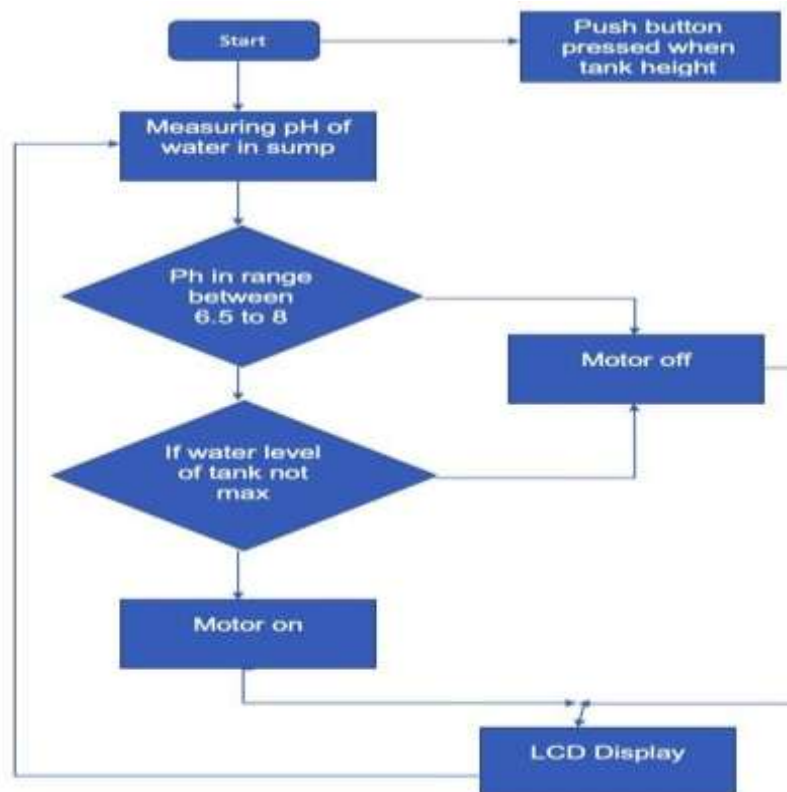 Start
Push button
pressed when
tank height
Measuring pH of
water in sump
Ph in range
between
6.5 to 8
Motor off
If water level
of tank not
max
Motor on
LCD Display